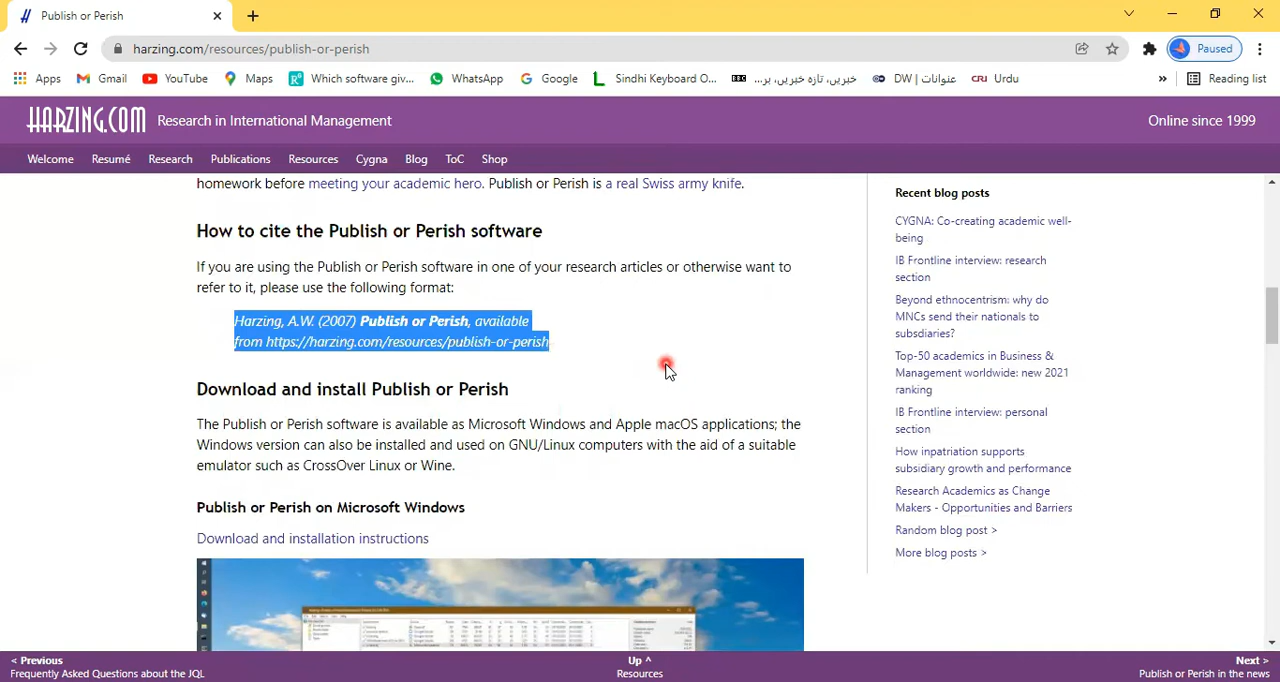 Publish or Perish
harzing.com/resources/publish-or-perish
Paused
Apps
Gmail
YouTube
Maps
Which software giv...
WhatsApp
Google
Sindhi Keyboard O...
خبریں، تازہ خبریں، بر...
عنوانات | DW
CRI Urdu
»
Reading list
HARZING.COM Research in International Management
Online since 1999
Welcome Resumé Research Publications Resources Cygna Blog ToC Shop
homework before meeting your academic hero. Publish or Perish is a real Swiss army knife.
How to cite the Publish or Perish software
If you are using the Publish or Perish software in one of your research articles or otherwise want to
refer to it, please use the following format:
Harzing, A.W. (2007) Publish or Perish, available
from https://harzing.com/resources/publish-or-perish
Download and install Publish or Perish
The Publish or Perish software is available as Microsoft Windows and Apple macOS applications; the
Windows version can also be installed and used on GNU/Linux computers with the aid of a suitable
emulator such as CrossOver Linux or Wine.
Publish or Perish on Microsoft Windows
Download and installation instructions
Recent blog posts
CYGNA: Co-creating academic well-
being
IB Frontline interview: research
section
Beyond ethnocentrism: why do
MNCs send their nationals to
subsdiaries?
Top-50 academics in Business &
Management worldwide: new 2021
ranking
IB Frontline interview: personal
section
How inpatriation supports
subsidiary growth and performance
Research Academics as Change
Makers - Opportunities and Barriers
Random blog post >
More blog posts >
< Previous
Frequently Asked Questions about the JQL
Up ^
Resources
Next >
Publish or Perish in the news